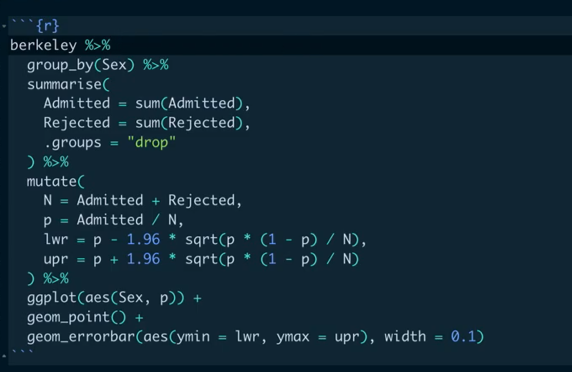 ```{r}
berkeley %>%
  group_by(Sex) %>%
  summarise(
    Admitted = sum(Admitted),
    Rejected = sum(Rejected),
    .groups = "drop"
  ) %>%
  mutate(
    N = Admitted + Rejected,
    p = Admitted / N,
    lwr = p - 1.96 * sqrt(p * (1 - p) / N),
    upr = p + 1.96 * sqrt(p * (1 - p) / N)
  ) %>%
  ggplot(aes(Sex, p)) +
  geom_point() +
  geom_errorbar(aes(ymin = lwr, ymax = upr), width = 0.1)
```